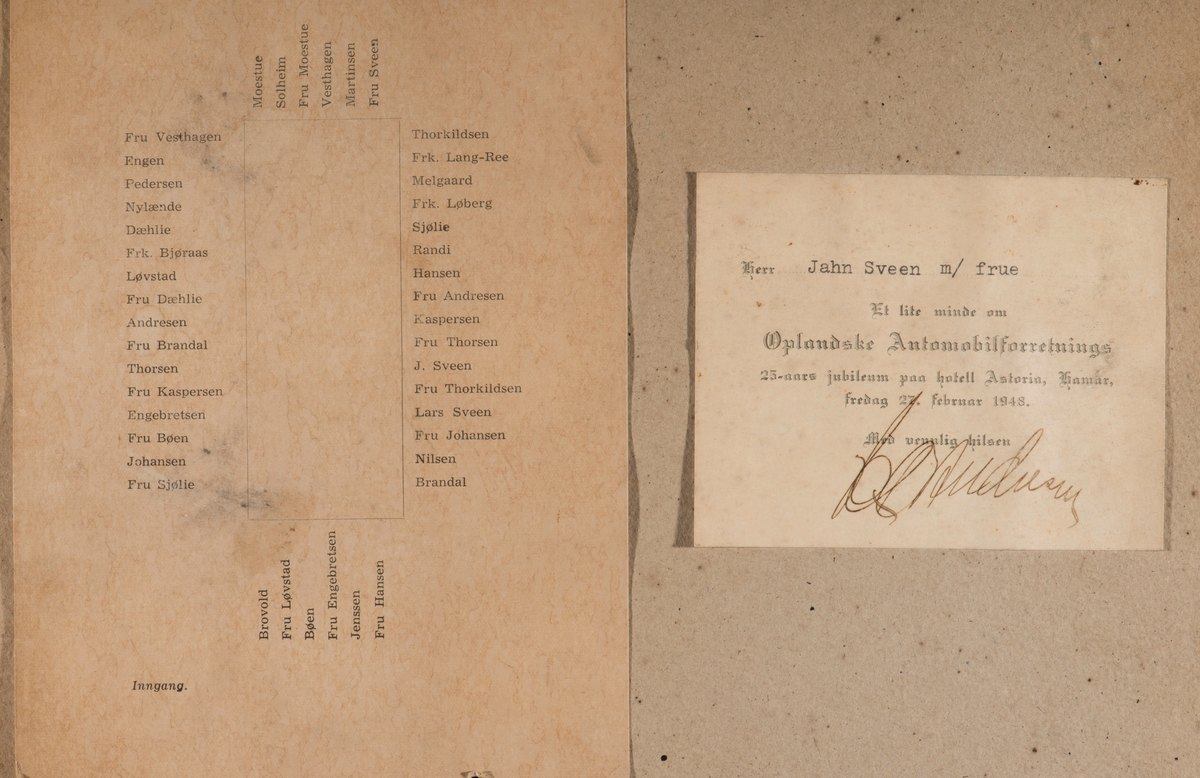 Moestue
Solheim
Fru Moestue
Vesthagen
Martinsen
Fru Sveen
Fru Vesthagen
Engen
Pedersen
Nylænde
Dæhlie
Frk. Bjøraas
Løvstad
Fru Dæhlie
Andresen
Fru Brandal
Thorsen
Fru Kaspersen
Engebretsen
Fru Bøen
Johansen
Fru Sjølie
Thorkildsen
Frk. Lang-Ree
Melgaard
Frk. Løberg
Sjølie
Randi
Hansen
Fru Andresen
Kaspersen
Fru Thorsen
J. Sveen
Fru Thorkildsen
Lars Sveen
Fru Johansen
Nilsen
Brandal
Brovold
Fru Løvstad
Bøen
Fru Engebretsen
Jenssen
Fru Hansen
Inngang.
Herr Jahn Sveen m/ frue
Et lite minde om
Oplandske Automobilforretnings
25-aars jubileum paa hotell Astoria, Hamar,
fredag 27. februar 1948.
Med vennlig hilsen